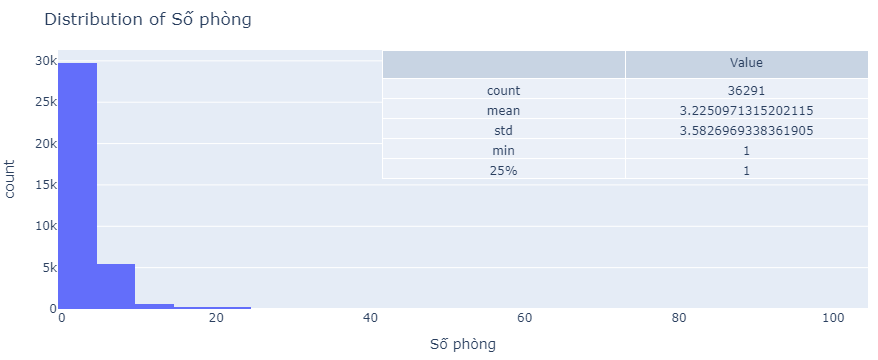 Distribution of Số phòng
Value
count 36291
mean 3.2250971315202115
std 3.5826969338361905
min 1
25% 1
30k
25k
20k
15k
10k
5k
0
count
0 20 40 60 80 100
Số phòng